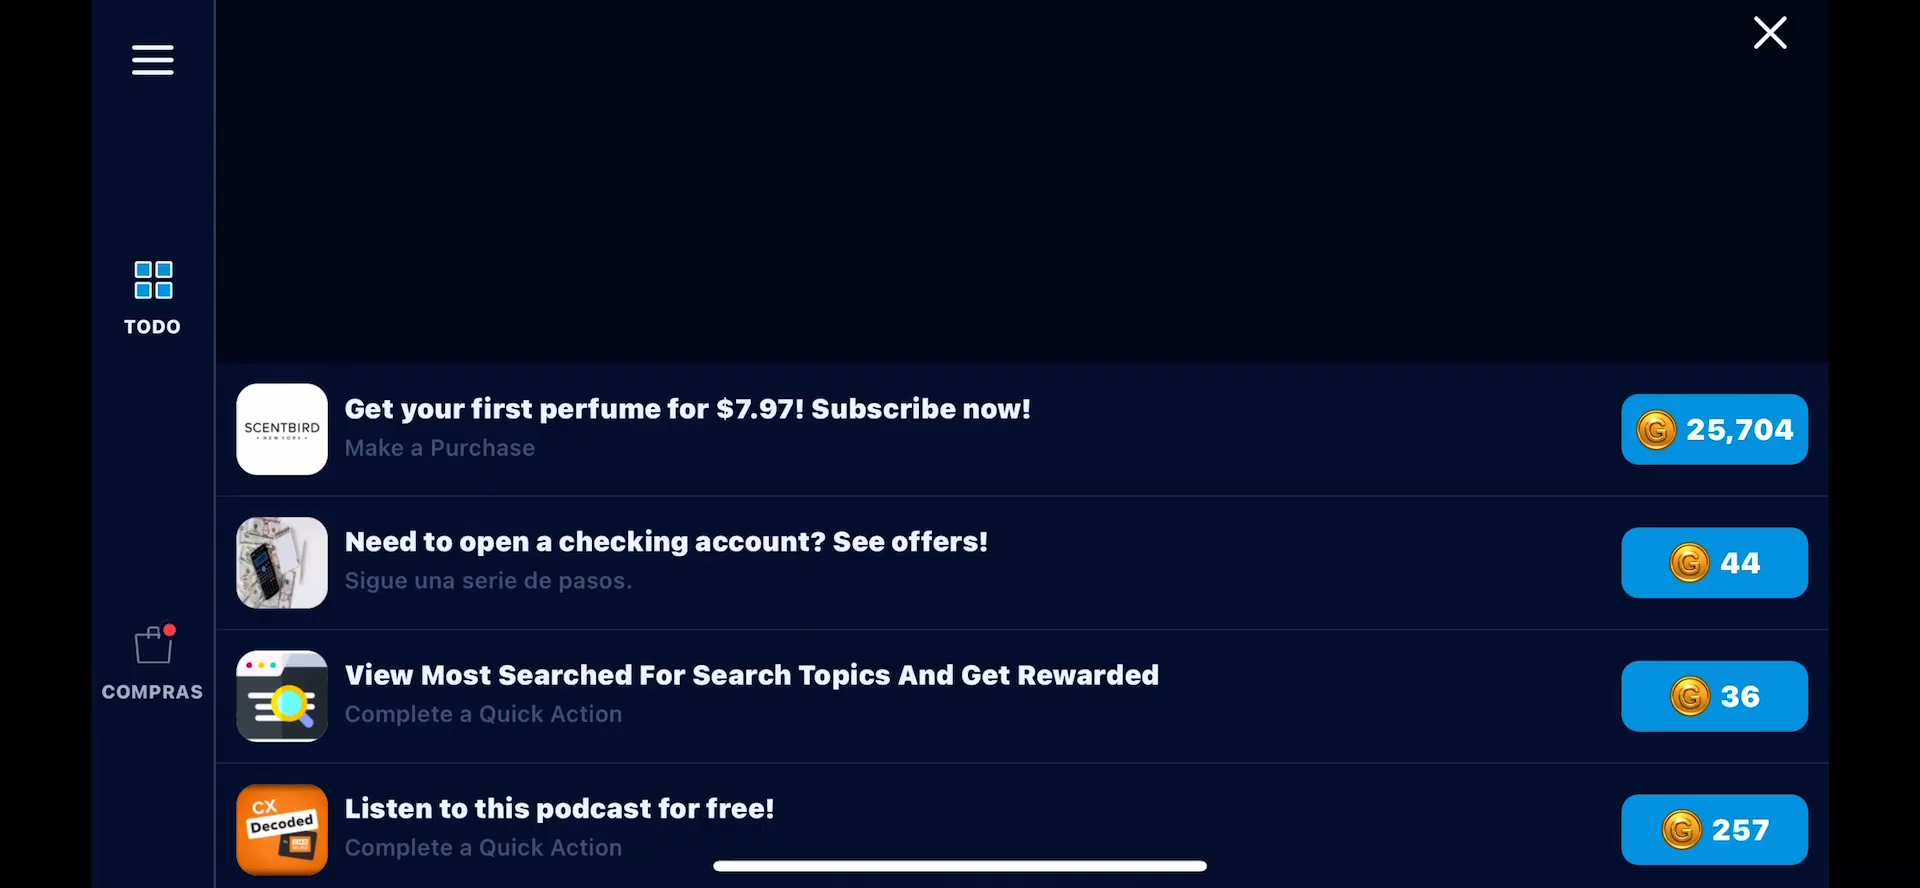 TODO
COMPRAS
SCENTBIRD
• NEW YORK •
Get your first perfume for $7.97! Subscribe now!
Make a Purchase
25,704
Need to open a checking account? See offers!
Sigue una serie de pasos.
44
View Most Searched For Search Topics And Get Rewarded
Complete a Quick Action
36
CX
Decoded
Listen to this podcast for free!
Complete a Quick Action
257